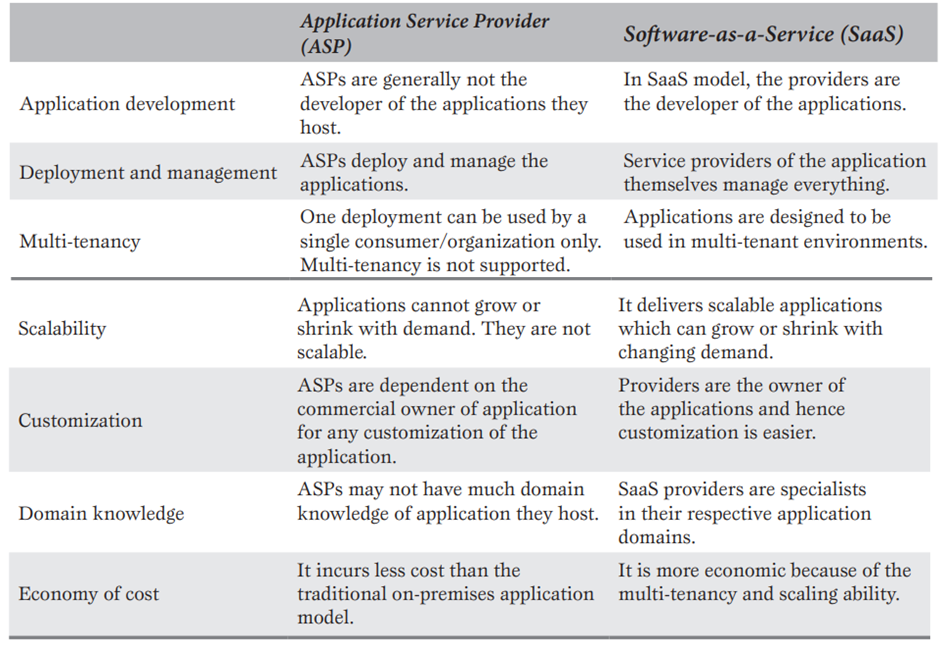 Application Service Provider
(ASP)
Software-as-a-Service (SaaS)
Application development
ASPs are generally not the
developer of the applications they
host.
In SaaS model, the providers are
the developer of the applications.
Deployment and management
ASPs deploy and manage the
applications.
Service providers of the application
themselves manage everything.
Multi-tenancy
One deployment can be used by a
single consumer/organization only.
Multi-tenancy is not supported.
Applications are designed to be
used in multi-tenant environments.
Scalability
Applications cannot grow or
shrink with demand. They are not
scalable.
It delivers scalable applications
which can grow or shrink with
changing demand.
Customization
ASPs are dependent on the
commercial owner of application
for any customization of the
application.
Providers are the owner of
the applications and hence
customization is easier.
Domain knowledge
ASPs may not have much domain
knowledge of application they host.
SaaS providers are specialists
in their respective application
domains.
Economy of cost
It incurs less cost than the
traditional on-premises application
model.
It is more economic because of the
multi-tenancy and scaling ability.